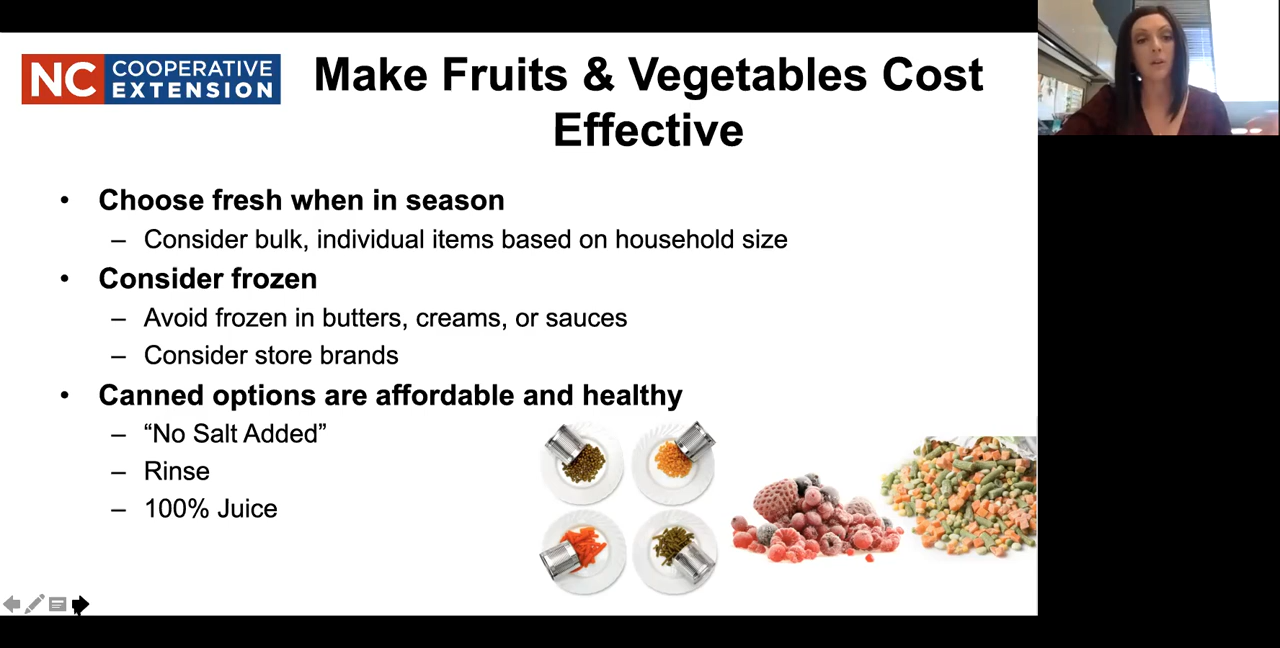 NC COOPERATIVE
EXTENSION
Make Fruits & Vegetables Cost
Effective
• Choose fresh when in season
– Consider bulk, individual items based on household size
• Consider frozen
– Avoid frozen in butters, creams, or sauces
– Consider store brands
• Canned options are affordable and healthy
– “No Salt Added”
– Rinse
– 100% Juice